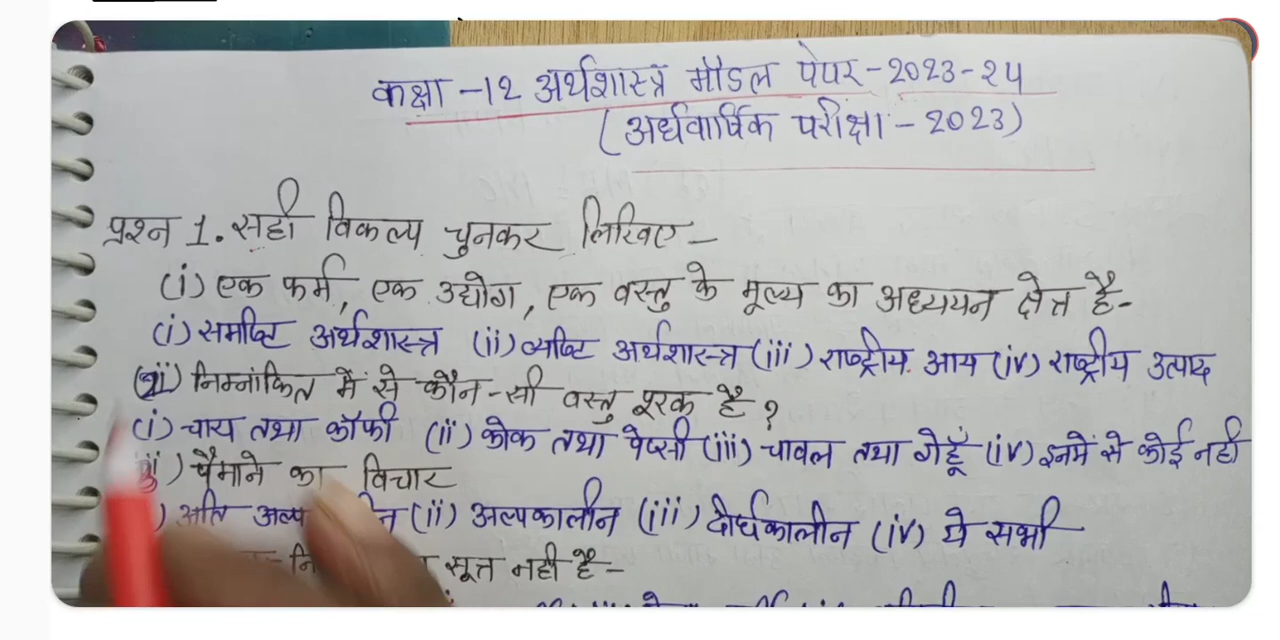 कक्षा -12 अर्थशास्त्र मॉडल पेपर -2023-24
(अर्धवार्षिक परीक्षा - 2023)
प्रश्न 1. सही विकल्प चुनकर लिखिए -
(i) एक फर्म, एक उद्योग, एक वस्तु के मूल्य का अध्ययन क्षेत्र है-
(i) समष्टि अर्थशास्त्र (ii) व्यष्टि अर्थशास्त्र (iii) राष्ट्रीय आय (iv) राष्ट्रीय उत्पाद
(ii) निम्नांकित में से कौन-सी वस्तु पूरक है ?
(i) चाय तथा कॉफी (ii) कोक तथा पेप्सी (iii) चावल तथा गेहूँ (iv) इनमें से कोई नही
पैमाने का विचार
अति (ii) अल्पकालीन (iii) दीर्घकालीन (iv) ये सभी
सूत्र नही है -